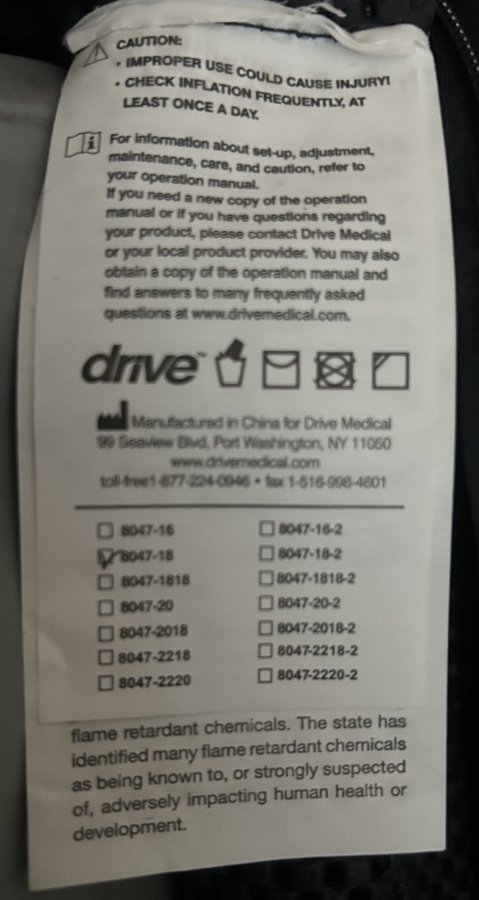 CAUTION:
• IMPROPER USE COULD CAUSE INJURY!
• CHECK INFLATION FREQUENTLY, AT
LEAST ONCE A DAY.
For information about set-up, adjustment,
maintenance, care, and caution, refer to
your operation manual.
If you need a new copy of the operation
manual or if you have questions regarding
your product, please contact Drive Medical
or your local product provider. You may also
obtain a copy of the operation manual and
find answers to many frequently asked
questions at www.drivemedical.com.
drive™
Manufactured in China for Drive Medical
99 Seaview Blvd, Port Washington, NY 11050
www.drivemedical.com
toll-free1-877-224-0946 • fax 1-516-998-4601
8047-16 8047-16-2
8047-18 8047-18-2
8047-1818 8047-1818-2
8047-20 8047-20-2
8047-2018 8047-2018-2
8047-2218 8047-2218-2
8047-2220 8047-2220-2
flame retardant chemicals. The state has
identified many flame retardant chemicals
as being known to, or strongly suspected
of, adversely impacting human health or
development.